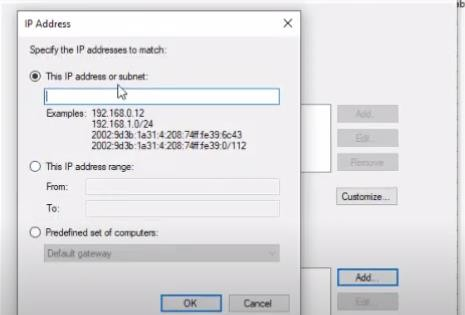 IP Address
Specify the IP addresses to match:
This IP address or subnet:
Examples: 192.168.0.12
192.168.1.0/24
2002:9d3b:1a31:4:208:74ff:fe39:6c43
2002:9d3b:1a31:4:208:74ff:fe39:0/112
This IP address range:
From:
To:
Predefined set of computers:
Default gateway
OK
Cancel
Add...
Edit...
Remove
Customize...
Add...
Edit...